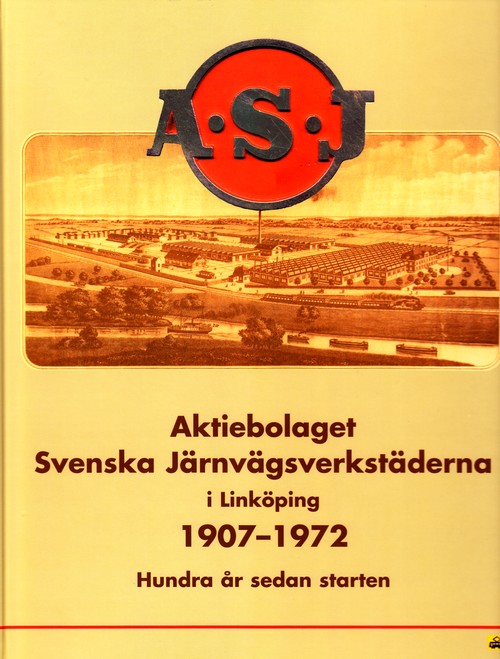 A·S·J
Aktiebolaget
Svenska Järnvägsverkstäderna
i Linköping
1907–1972
Hundra år sedan starten